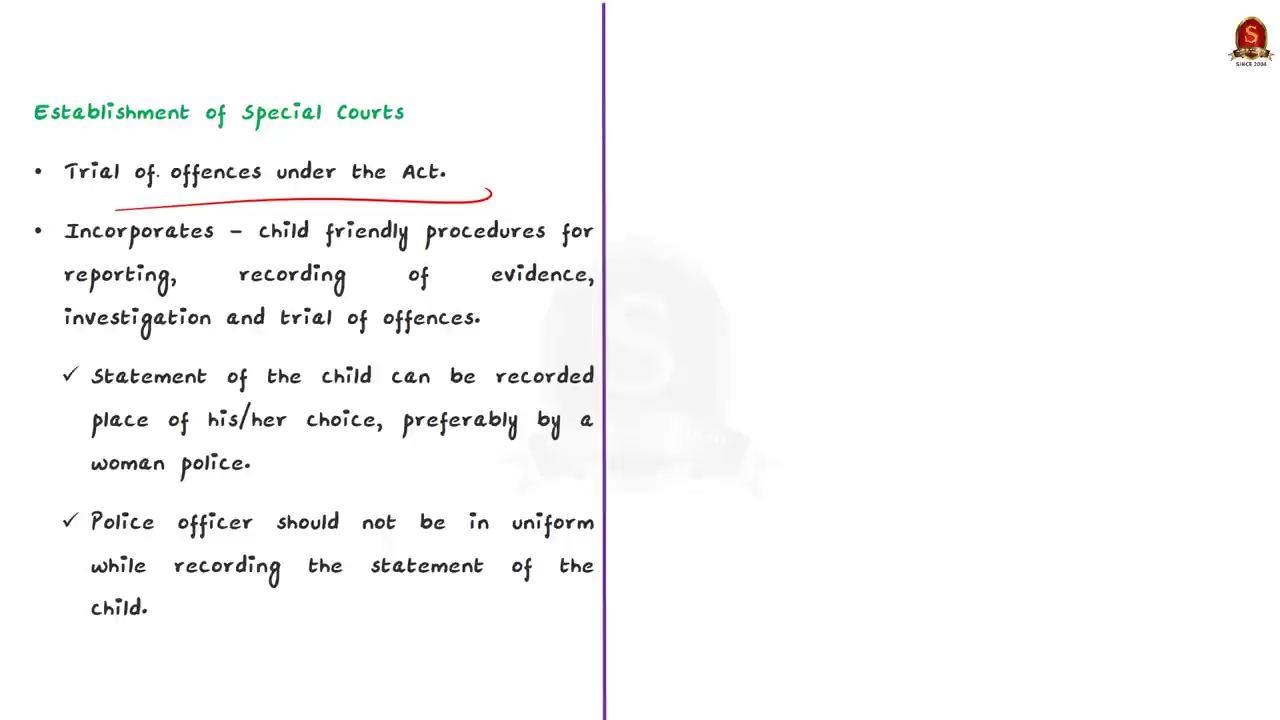 Establishment of Special Courts
• Trial of offences under the Act.
• Incorporates – child friendly procedures for
reporting, recording of evidence,
investigation and trial of offences.
✓ Statement of the child can be recorded
place of his/her choice, preferably by a
woman police.
✓ Police officer should not be in uniform
while recording the statement of the
child.
S
SINCE 2004